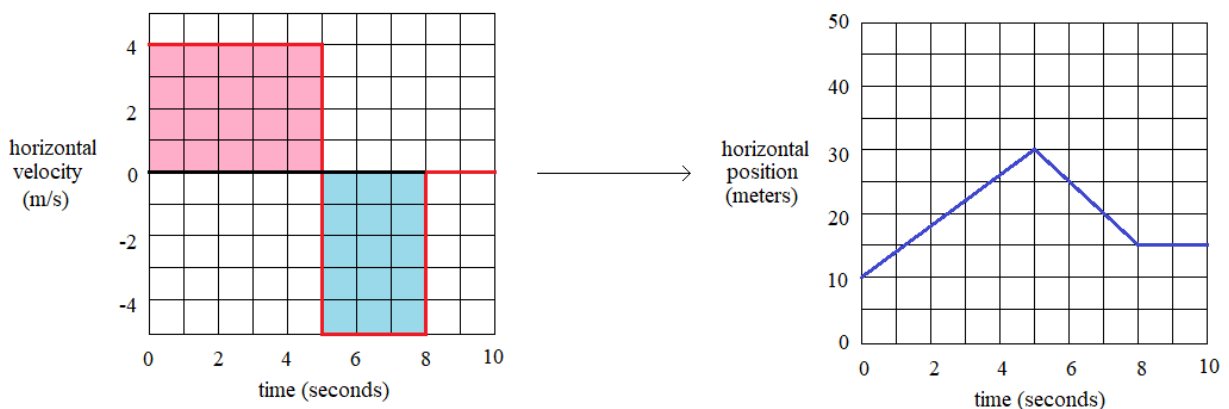 4
2
0
-2
-4
horizontal
velocity
(m/s)
0 2 4 6 8 10
time (seconds)
50
40
30
20
10
0
horizontal
position
(meters)
0 2 4 6 8 10
time (seconds)